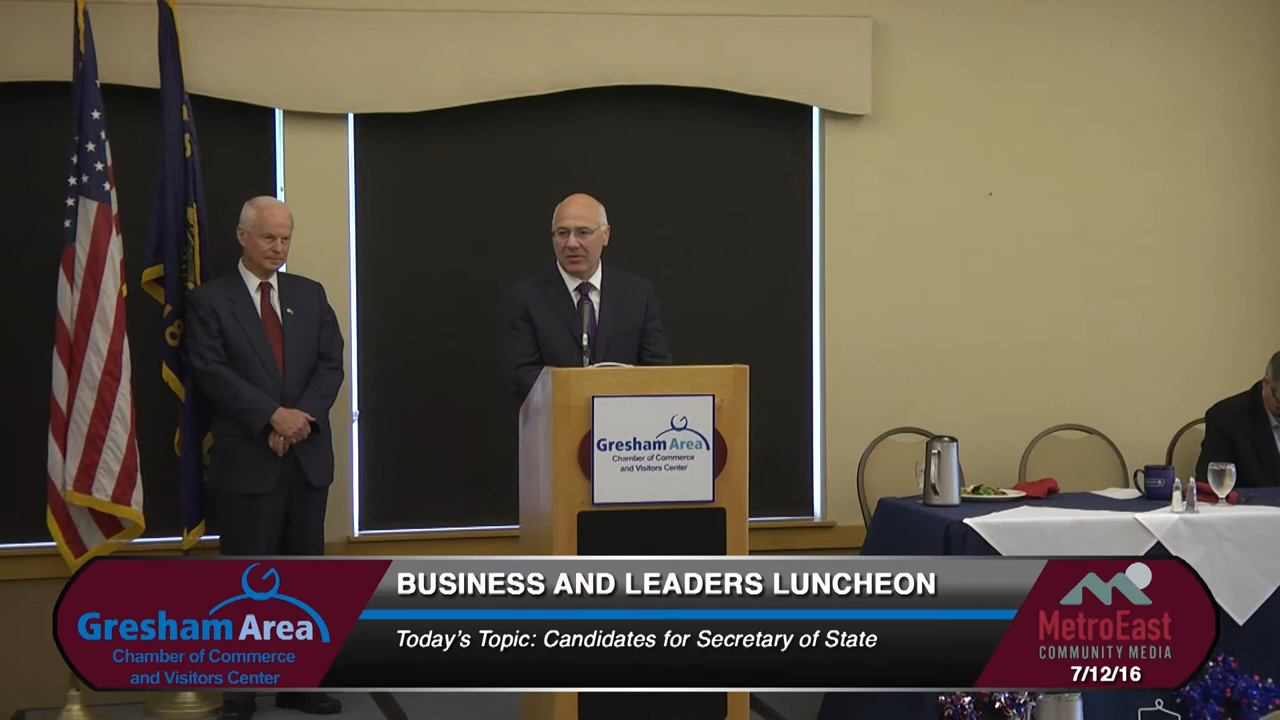 Gresham Area
Chamber of Commerce
and Visitors Center
BUSINESS AND LEADERS LUNCHEON
Today's Topic: Candidates for Secretary of State
Gresham Area
Chamber of Commerce
and Visitors Center
MetroEast
COMMUNITY MEDIA
7/12/16